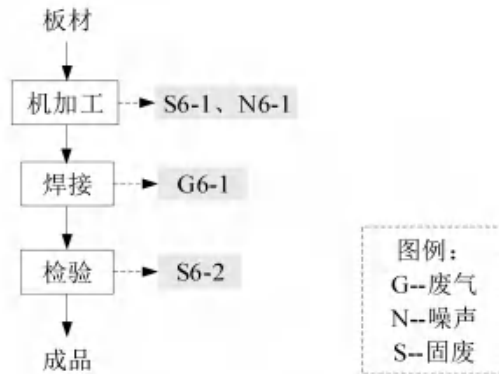 板材
机加工
S6-1、N6-1
焊接
G6-1
检验
S6-2
成品
图例：
G--废气
N--噪声
S--固废